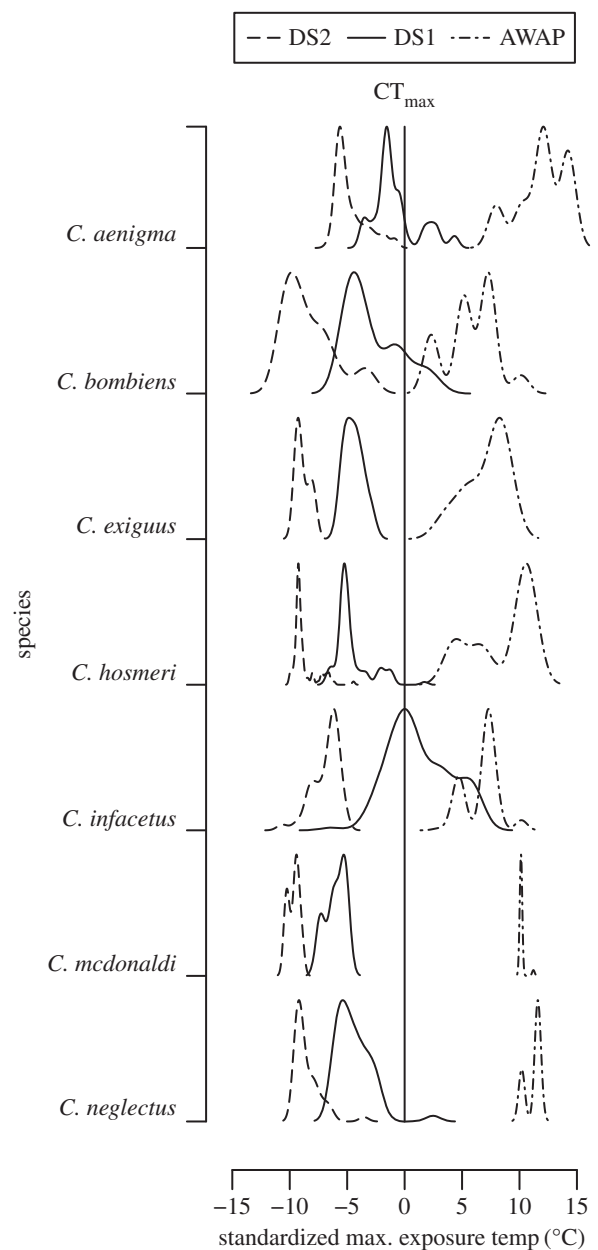 DS2 DS1 AWAP
CTmax
C. aenigma
C. bombiens
C. exiguus
C. hosmeri
C. infacetus
C. mcdonaldi
C. neglectus
species
−15 −10 −5 0 5 10 15
standardized max. exposure temp (°C)